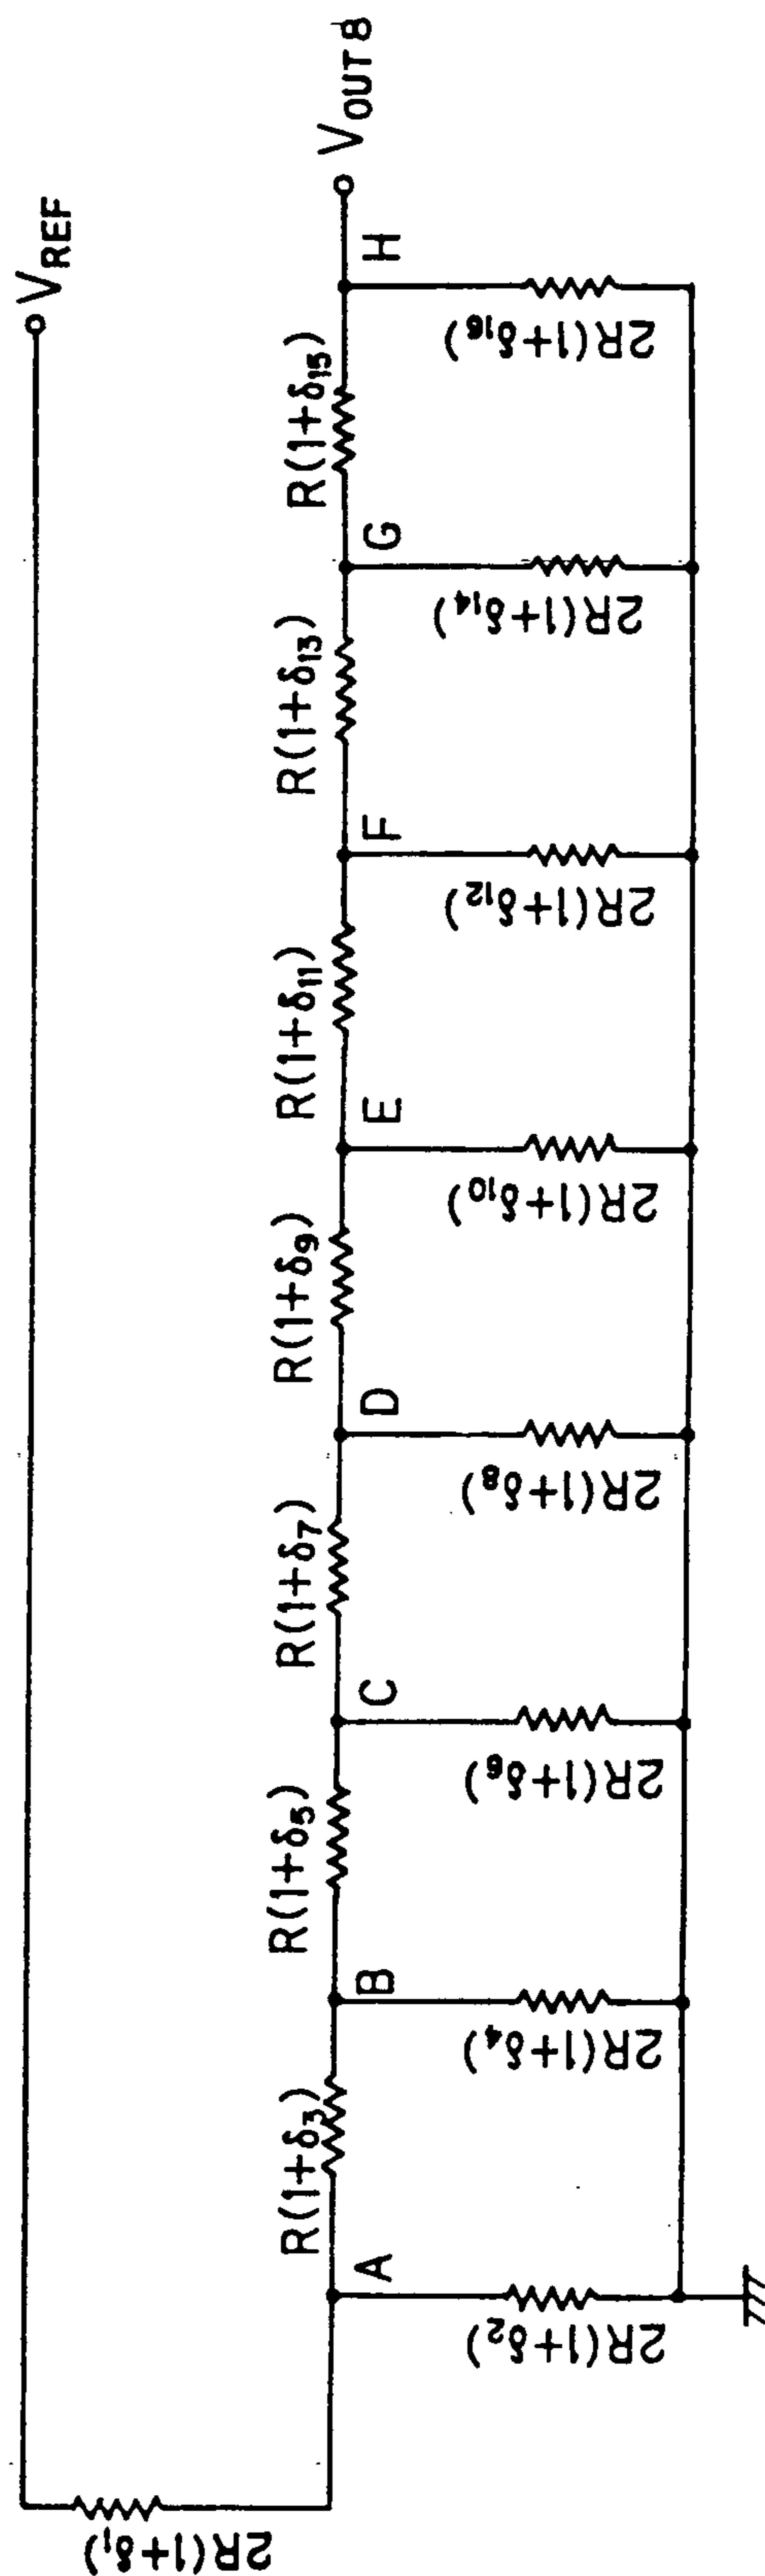 V_REF
V_OUT8
2R(1+δ₁)
A
B
C
D
E
F
G
H
R(1+δ₃)
R(1+δ₅)
R(1+δ₇)
R(1+δ₉)
R(1+δ₁₁)
R(1+δ₁₃)
R(1+δ₁₅)
2R(1+δ₂)
2R(1+δ₄)
2R(1+δ₆)
2R(1+δ₈)
2R(1+δ₁₀)
2R(1+δ₁₂)
2R(1+δ₁₄)
2R(1+δ₁₆)